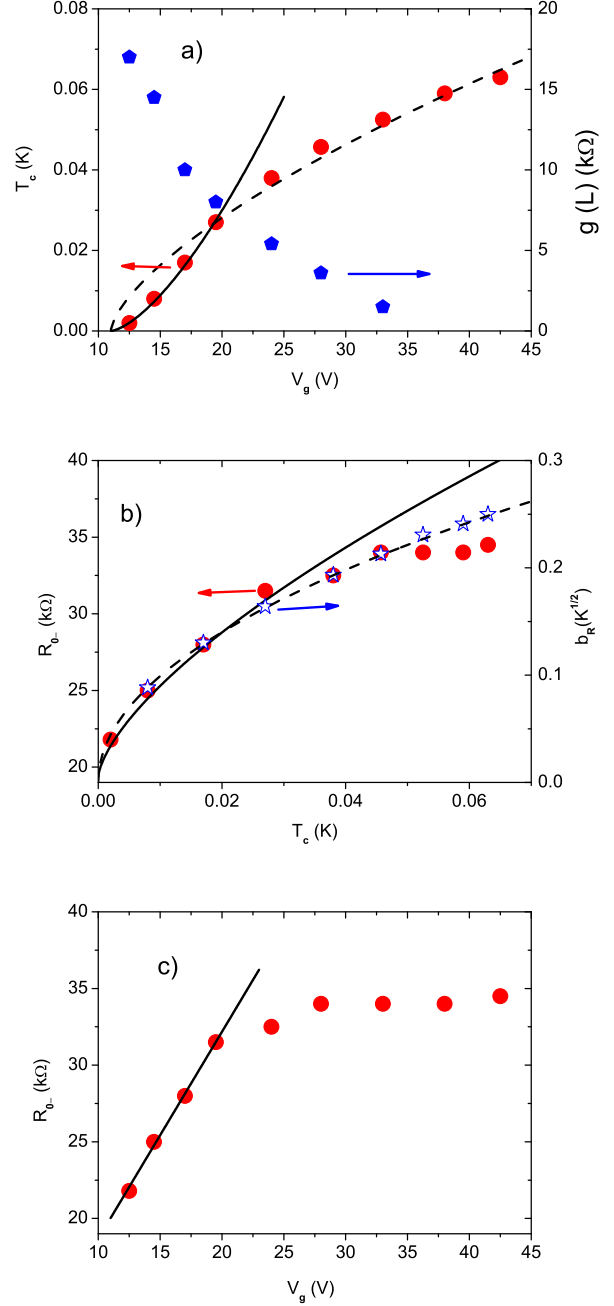 a)
0.08
0.06
0.04
0.02
0.00
T_c (K)
20
15
10
5
0
g (L) (kΩ)
10 15 20 25 30 35 40 45
V_g (V)
b)
40
35
30
25
20
R_0– (kΩ)
0.3
0.2
0.1
0.0
b_R(K^1/2)
0.00 0.02 0.04 0.06
T_c (K)
c)
40
35
30
25
20
R_0– (kΩ)
10 15 20 25 30 35 40 45
V_g (V)